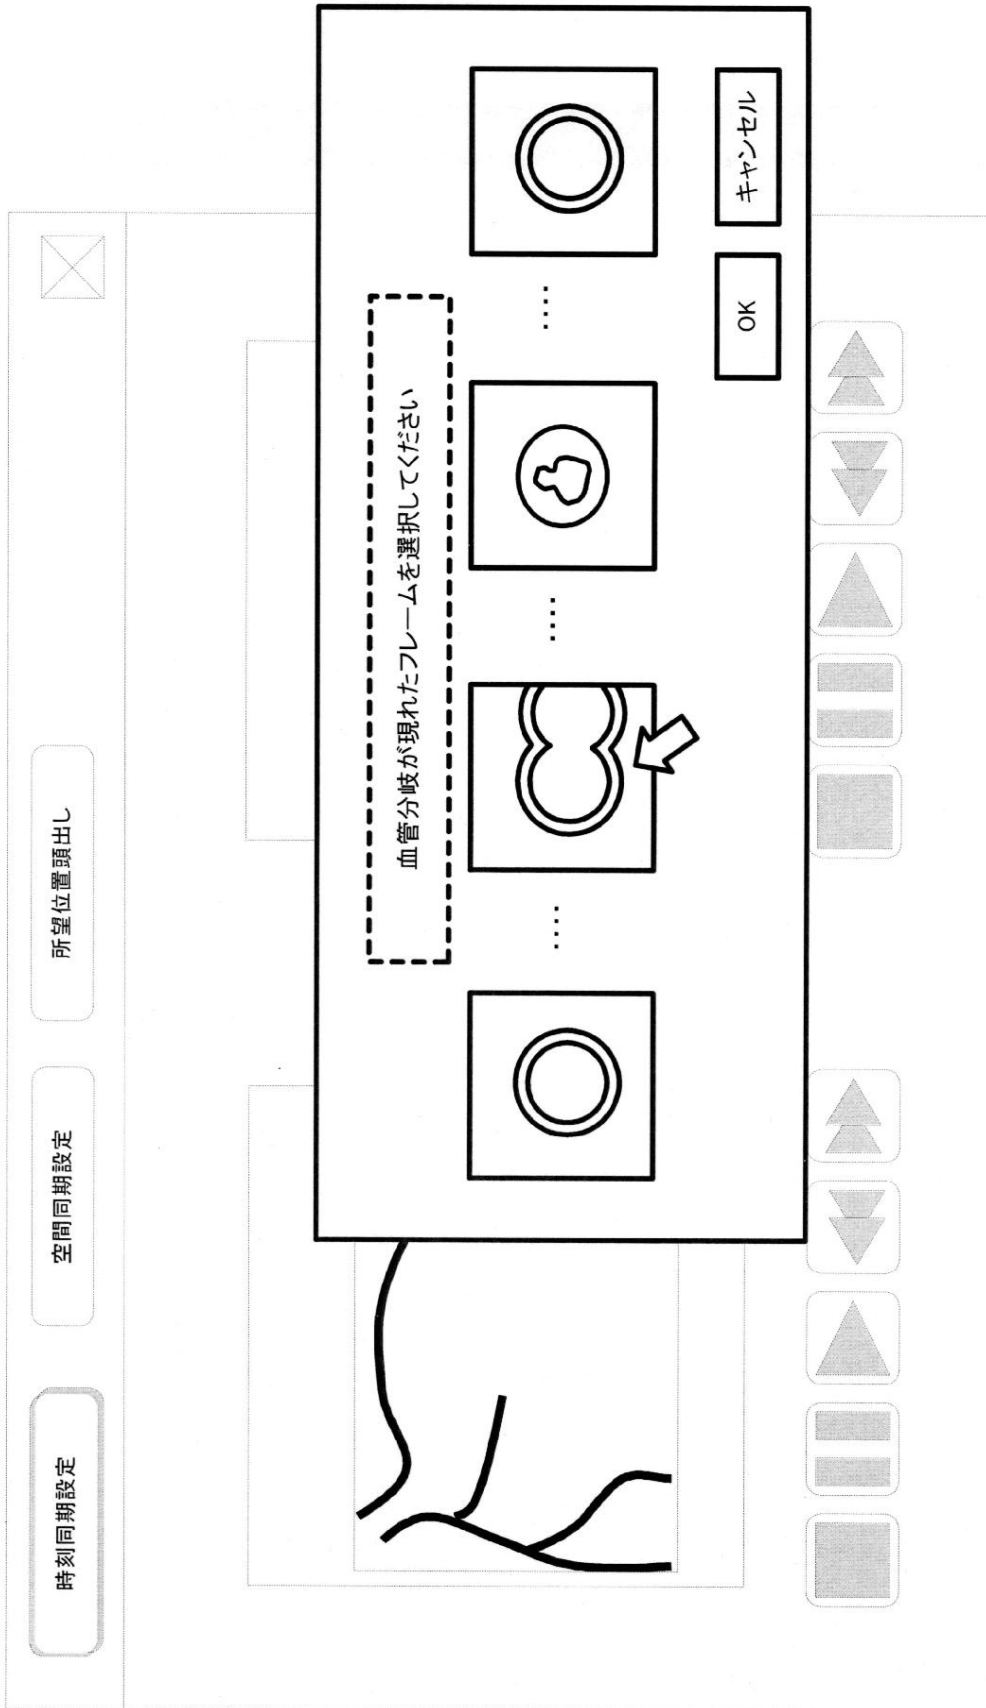 時刻同期設定
空間同期設定
所望位置頭出し
血管分岐が現れたフレームを選択してください
‥‥
‥‥
‥‥
OK
キャンセル